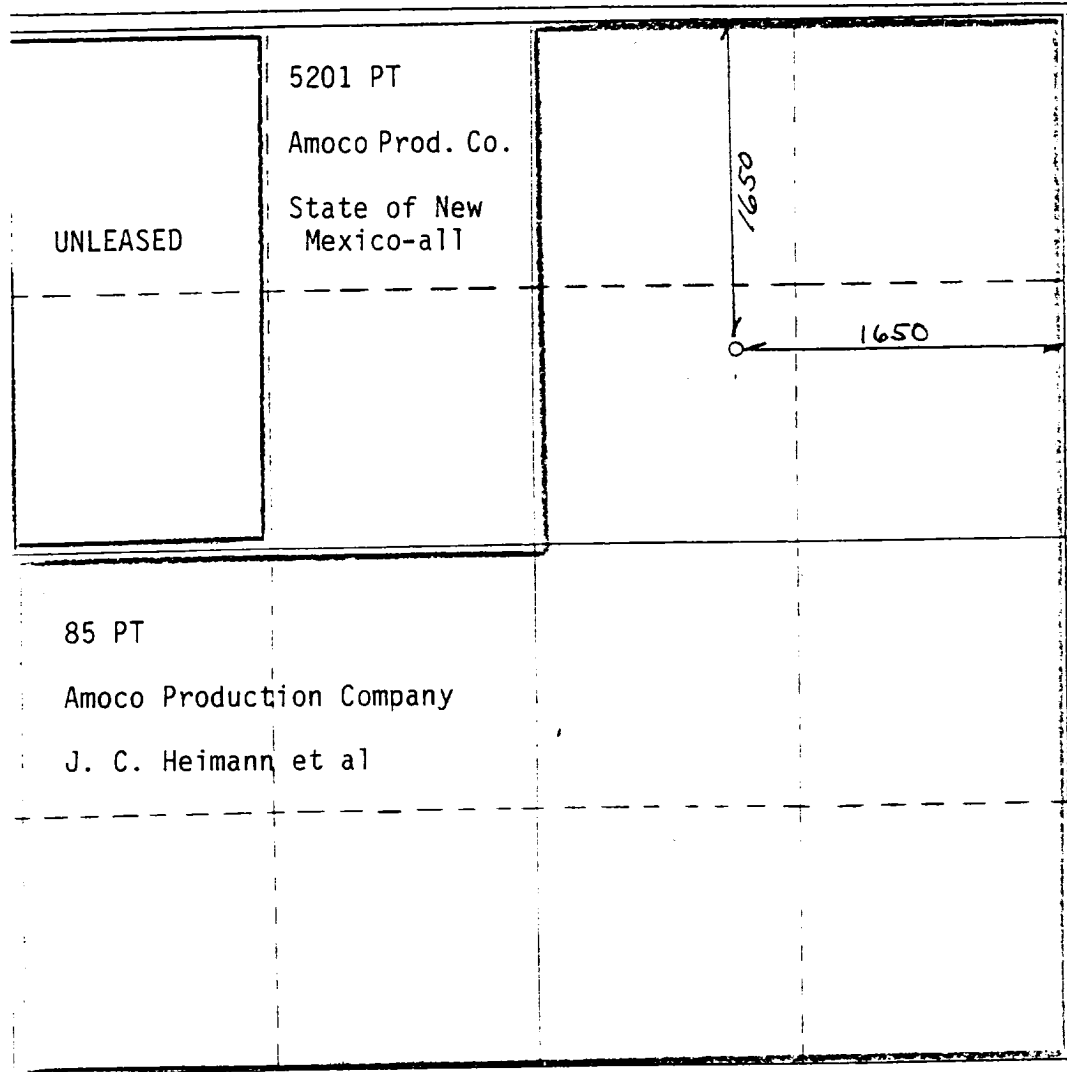 5201 PT
Amoco Prod. Co.
State of New
Mexico-all
UNLEASED
1650
1650
85 PT
Amoco Production Company
J. C. Heimann et al